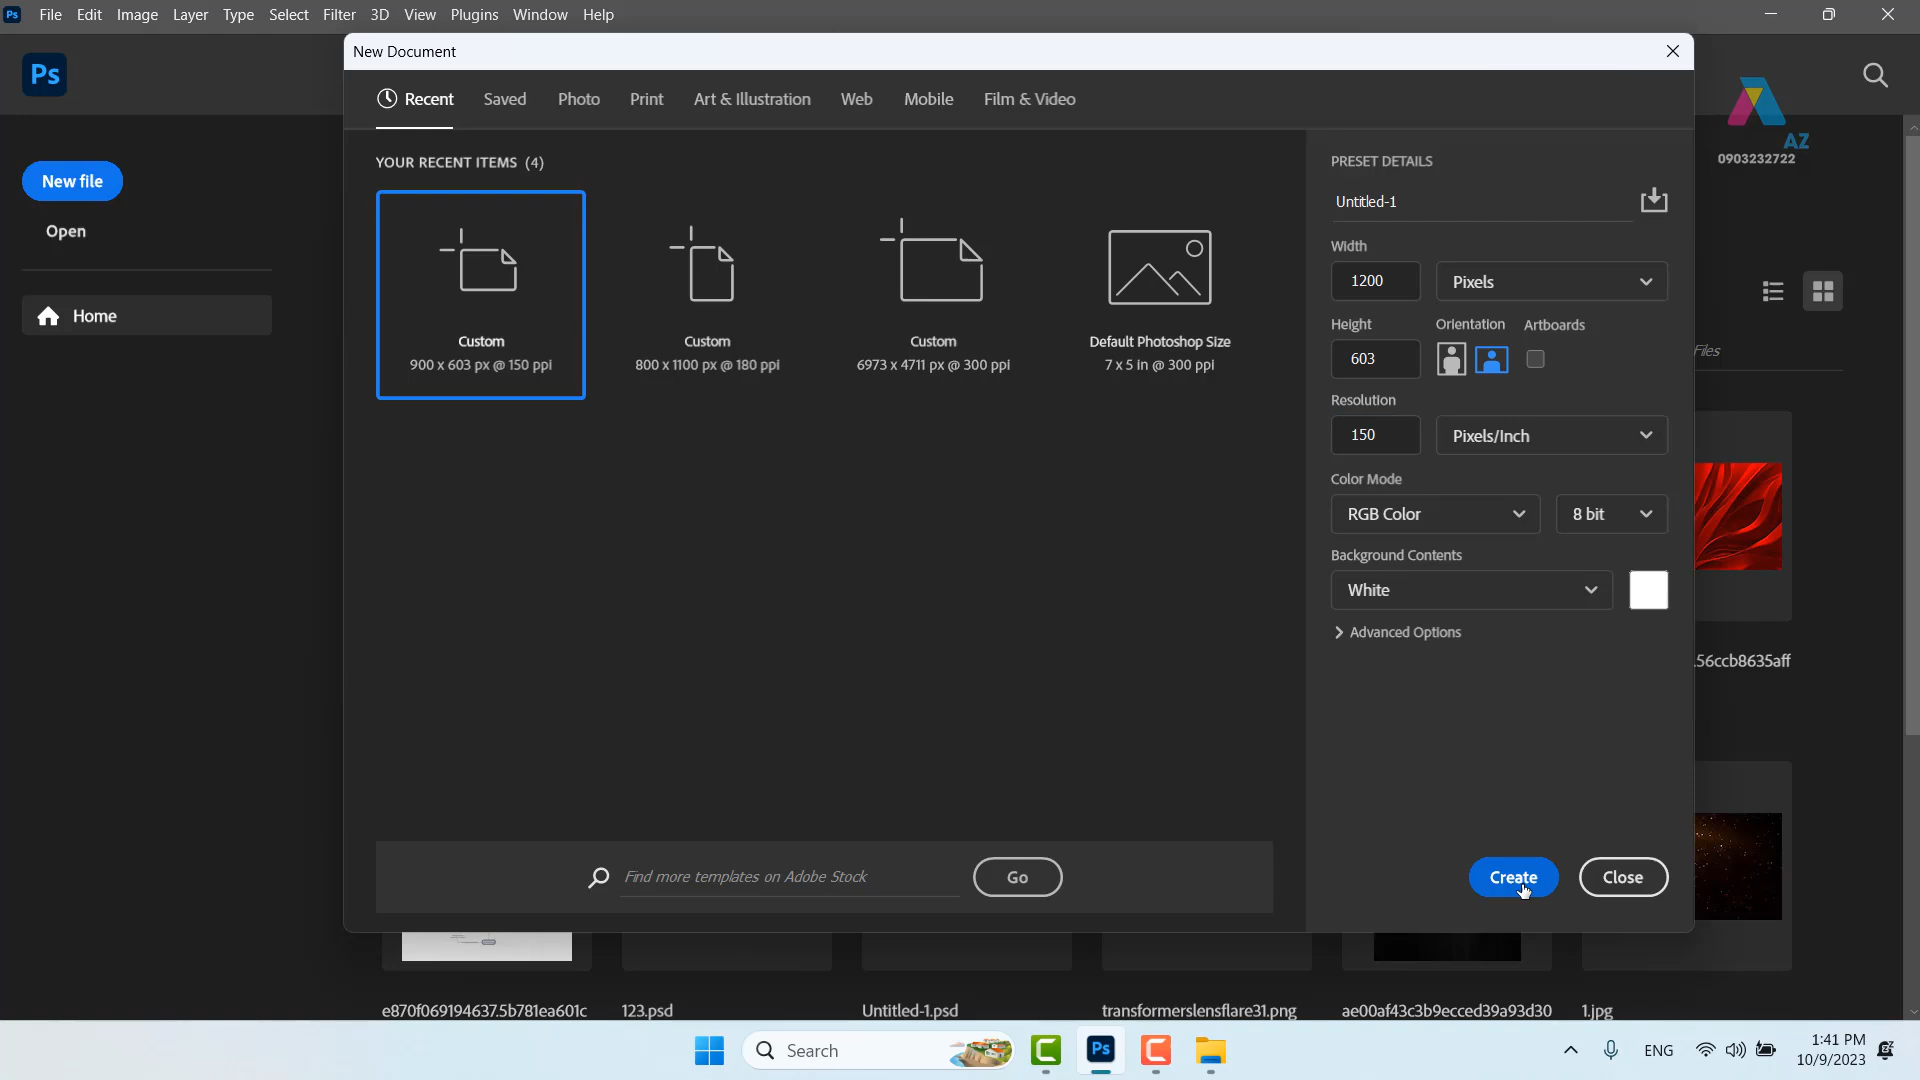 Ps File Edit Image Layer Type Select Filter 3D View Plugins Window Help
New Document
Ps
Recent Saved Photo Print Art & Illustration Web Mobile Film & Video
AZ
0903232722
New file
Open
Home
YOUR RECENT ITEMS (4)
Custom
900 x 603 px @ 150 ppi
Custom
800 x 1100 px @ 180 ppi
Custom
6973 x 4711 px @ 300 ppi
Default Photoshop Size
7 x 5 in @ 300 ppi
PRESET DETAILS
Untitled-1
Width
1200 Pixels
Height Orientation Artboards
603
Resolution
150 Pixels/Inch
Color Mode
RGB Color 8 bit
Background Contents
White
Advanced Options
Files
56ccb8635aff
Find more templates on Adobe Stock Go
Create Close
e870f069194637.5b781ea601c 123.psd Untitled-1.psd transformerslensflare31.png ae00af43c3b9ecced39a93d30 1.jpg
Search
Ps
ENG
1:41 PM
10/9/2023